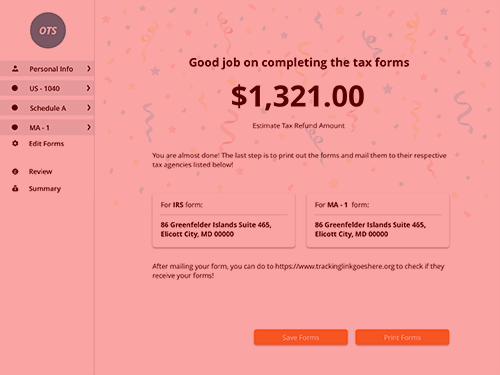 OTS
Personal Info
US - 1040
Schedule A
MA - 1
Edit Forms
Review
Summary
Good job on completing the tax forms
$1,321.00
Estimate Tax Refund Amount
You are almost done! The last step is to print out the forms and mail them to their respective
tax agencies listed below!
For IRS form:
86 Greenfelder Islands Suite 465,
Elicott City, MD 00000
For MA - 1 form:
86 Greenfelder Islands Suite 465,
Elicott City, MD 00000
After mailing your form, you can do to https://www.trackinglinkgoeshere.org to check if they
receive your forms!
Save Forms
Print Forms